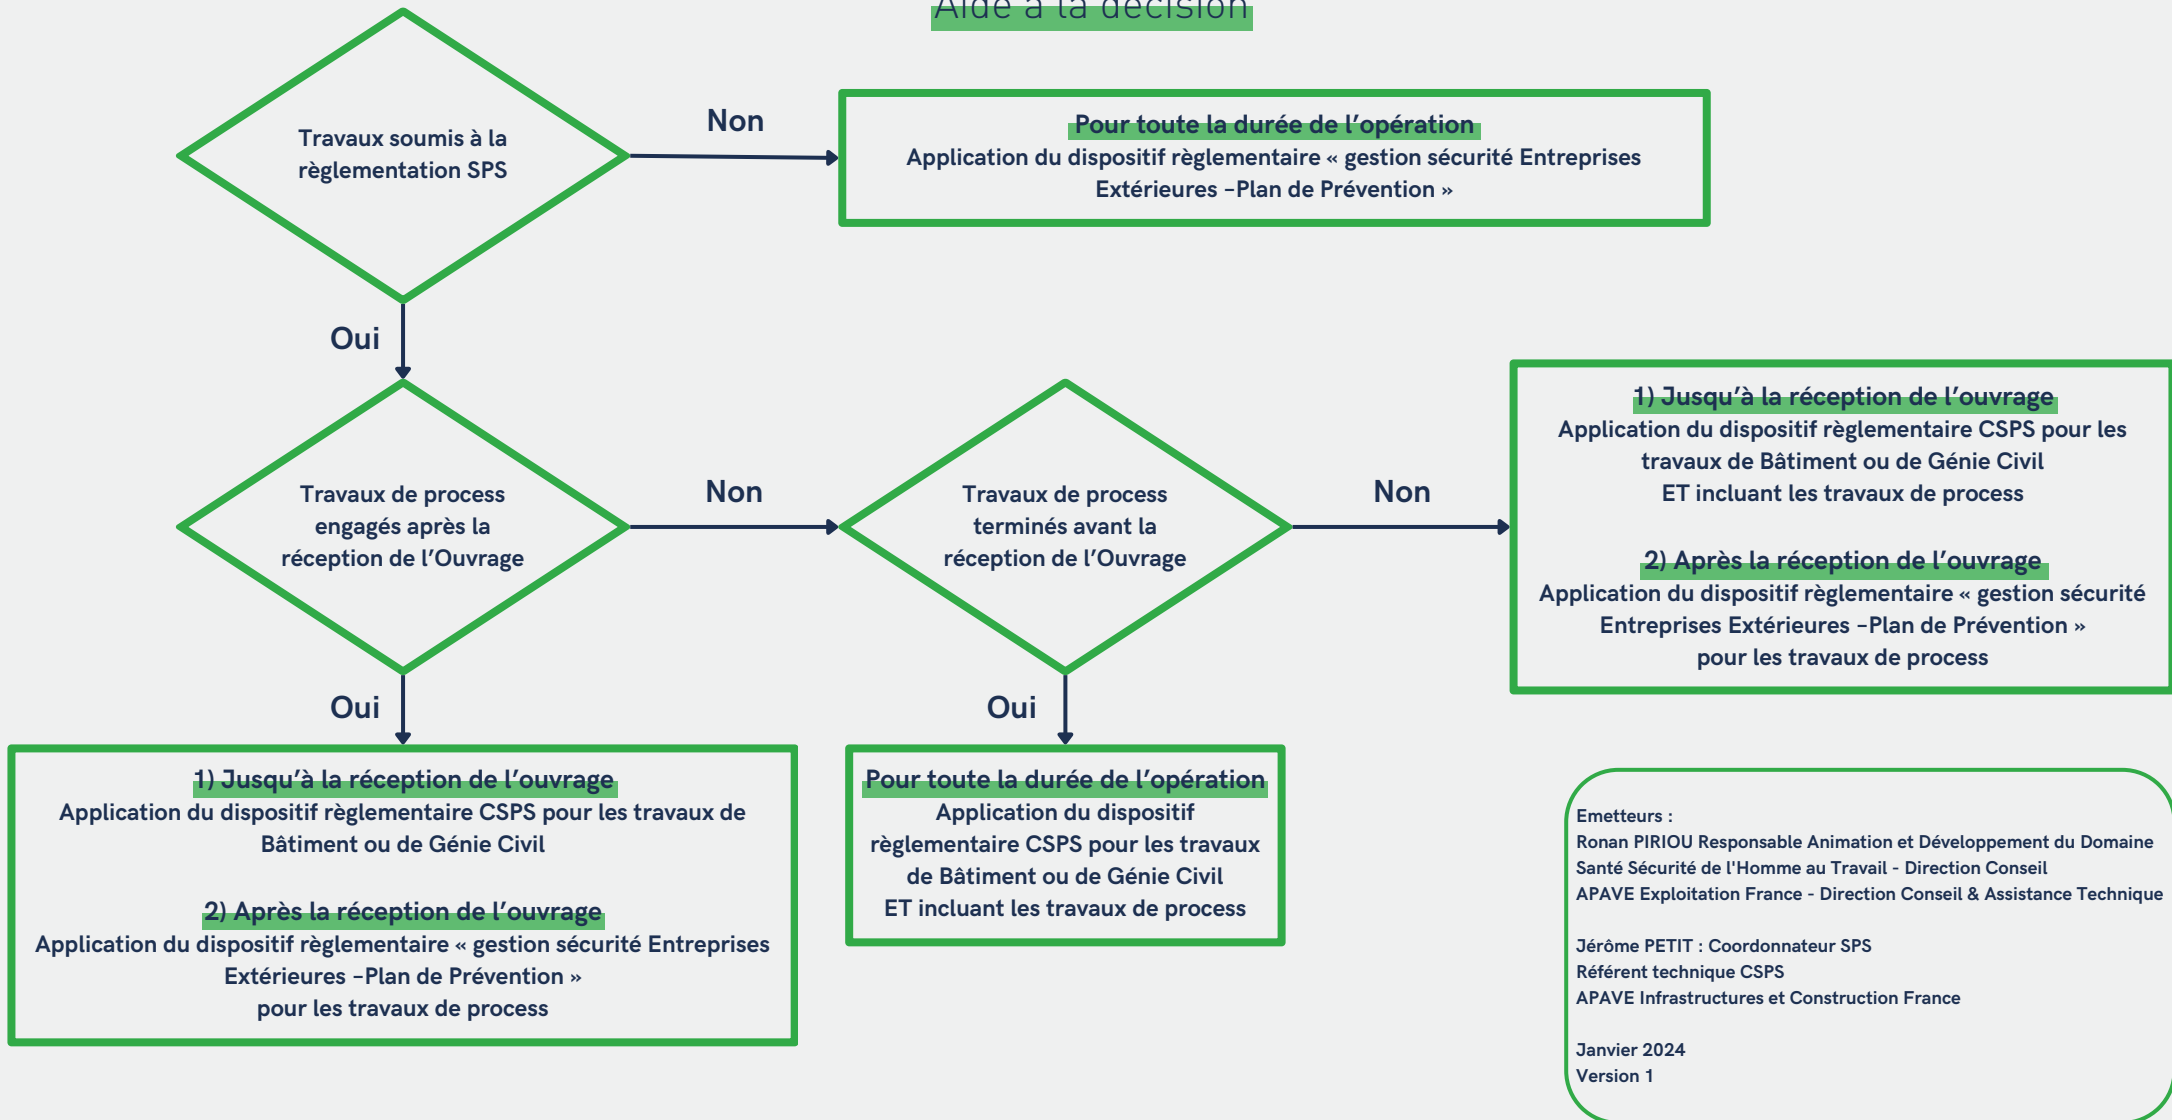 Aide à la décision
Travaux soumis à la
règlementation SPS
Non
Pour toute la durée de l’opération
Application du dispositif règlementaire « gestion sécurité Entreprises
Extérieures –Plan de Prévention »
Oui
Travaux de process
engagés après la
réception de l’Ouvrage
Non
Travaux de process
terminés avant la
réception de l’Ouvrage
Non
1) Jusqu’à la réception de l’ouvrage
Application du dispositif règlementaire CSPS pour les
travaux de Bâtiment ou de Génie Civil
ET incluant les travaux de process
2) Après la réception de l’ouvrage
Application du dispositif règlementaire « gestion sécurité
Entreprises Extérieures –Plan de Prévention »
pour les travaux de process
Oui
1) Jusqu’à la réception de l’ouvrage
Application du dispositif règlementaire CSPS pour les travaux de
Bâtiment ou de Génie Civil
2) Après la réception de l’ouvrage
Application du dispositif règlementaire « gestion sécurité Entreprises
Extérieures –Plan de Prévention »
pour les travaux de process
Oui
Pour toute la durée de l’opération
Application du dispositif
règlementaire CSPS pour les travaux
de Bâtiment ou de Génie Civil
ET incluant les travaux de process
Emetteurs :
Ronan PIRIOU Responsable Animation et Développement du Domaine
Santé Sécurité de l'Homme au Travail - Direction Conseil
APAVE Exploitation France - Direction Conseil & Assistance Technique
Jérôme PETIT : Coordonnateur SPS
Référent technique CSPS
APAVE Infrastructures et Construction France
Janvier 2024
Version 1